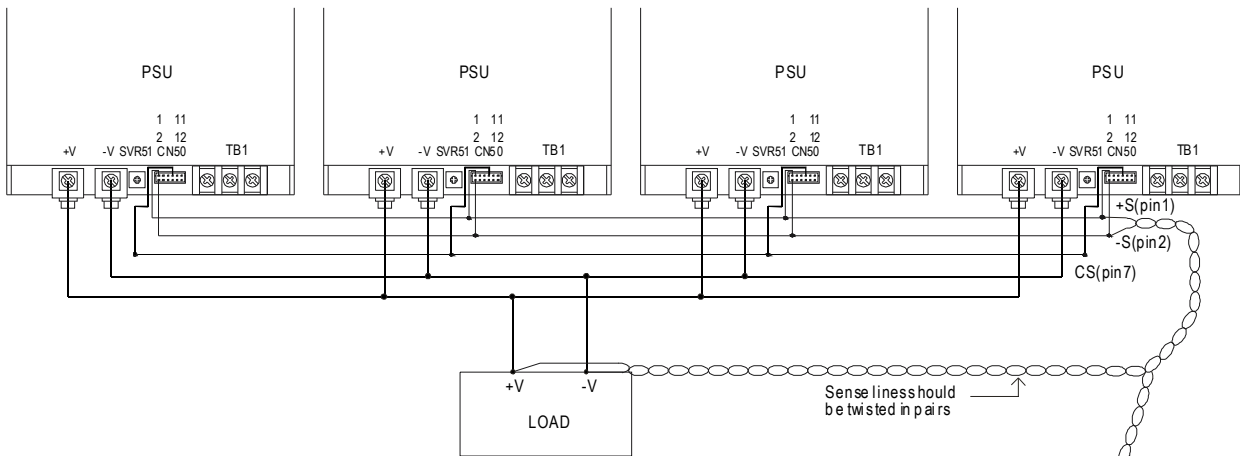 PSU PSU PSU PSU
1 11 1 11 1 11 1 11
2 12 2 12 2 12 2 12
+V -V SVR51 CN50 TB1 +V -V SVR51 CN50 TB1 +V -V SVR51 CN50 TB1 +V -V SVR51 CN50 TB1
+S(pin1)
-S(pin2)
CS(pin7)
+V -V
LOAD
Sense liness hould
be twisted in pairs